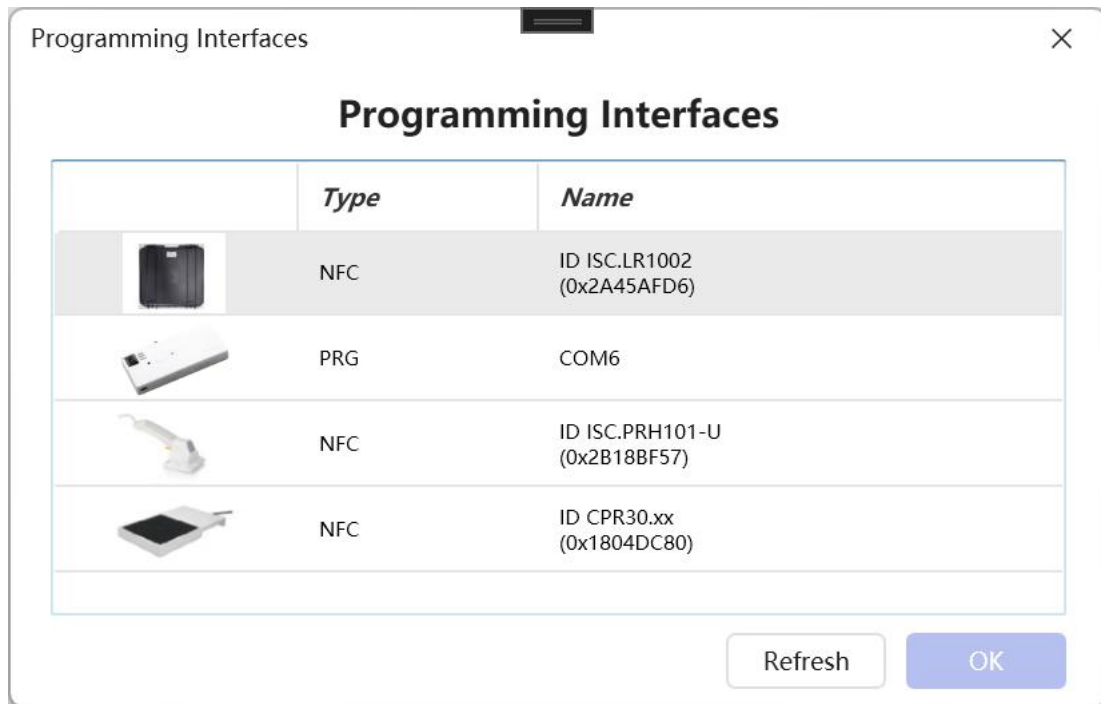 Programming Interfaces
Programming Interfaces
Type Name
NFC ID ISC.LR1002
(0x2A45AFD6)
PRG COM6
NFC ID ISC.PRH101-U
(0x2B18BF57)
NFC ID CPR30.xx
(0x1804DC80)
Refresh OK